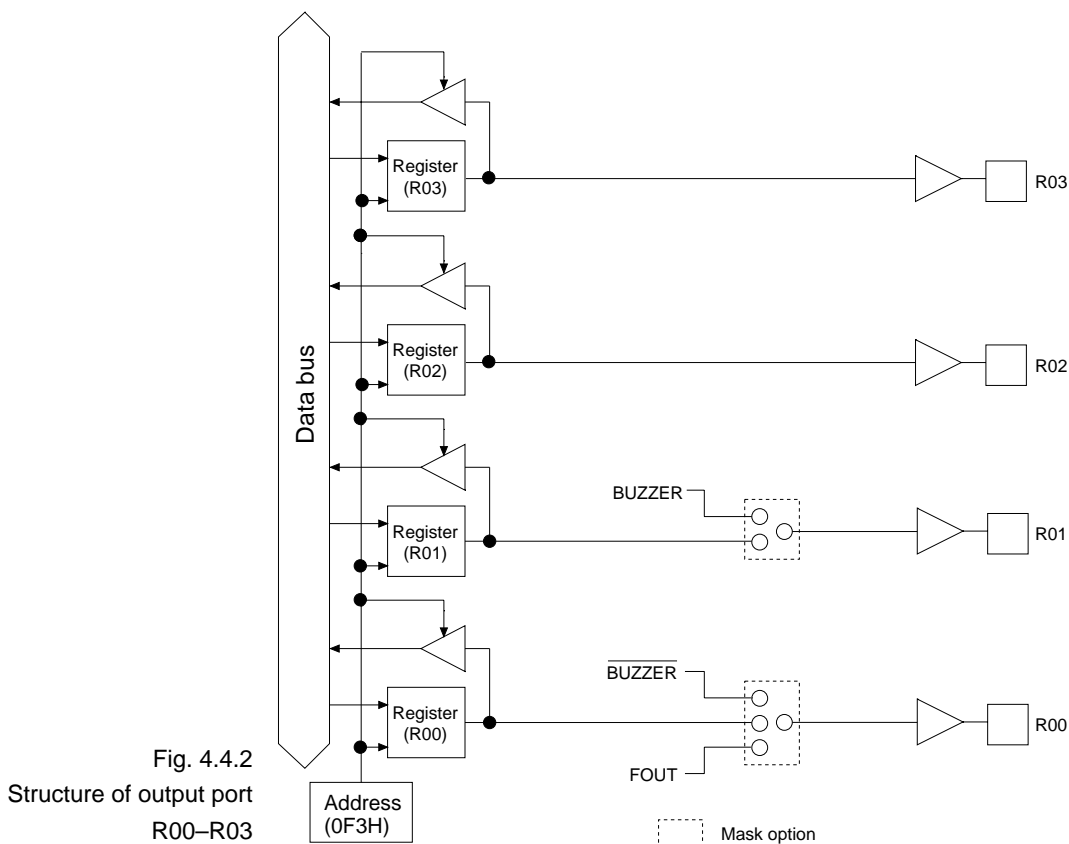 Data bus
Register
(R03)
R03
Register
(R02)
R02
BUZZER
Register
(R01)
R01
BUZZER
Register
(R00)
R00
FOUT
Address
(0F3H)
Mask option
Fig. 4.4.2
Structure of output port
R00–R03